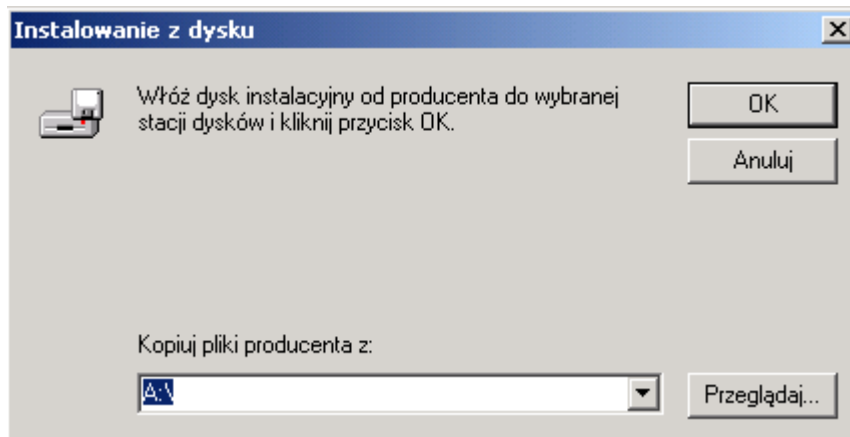 Instalowanie z dysku
Włóż dysk instalacyjny od producenta do wybranej
stacji dysków i kliknij przycisk OK.
OK
Anuluj
Kopiuj pliki producenta z:
A:\
Przeglądaj...